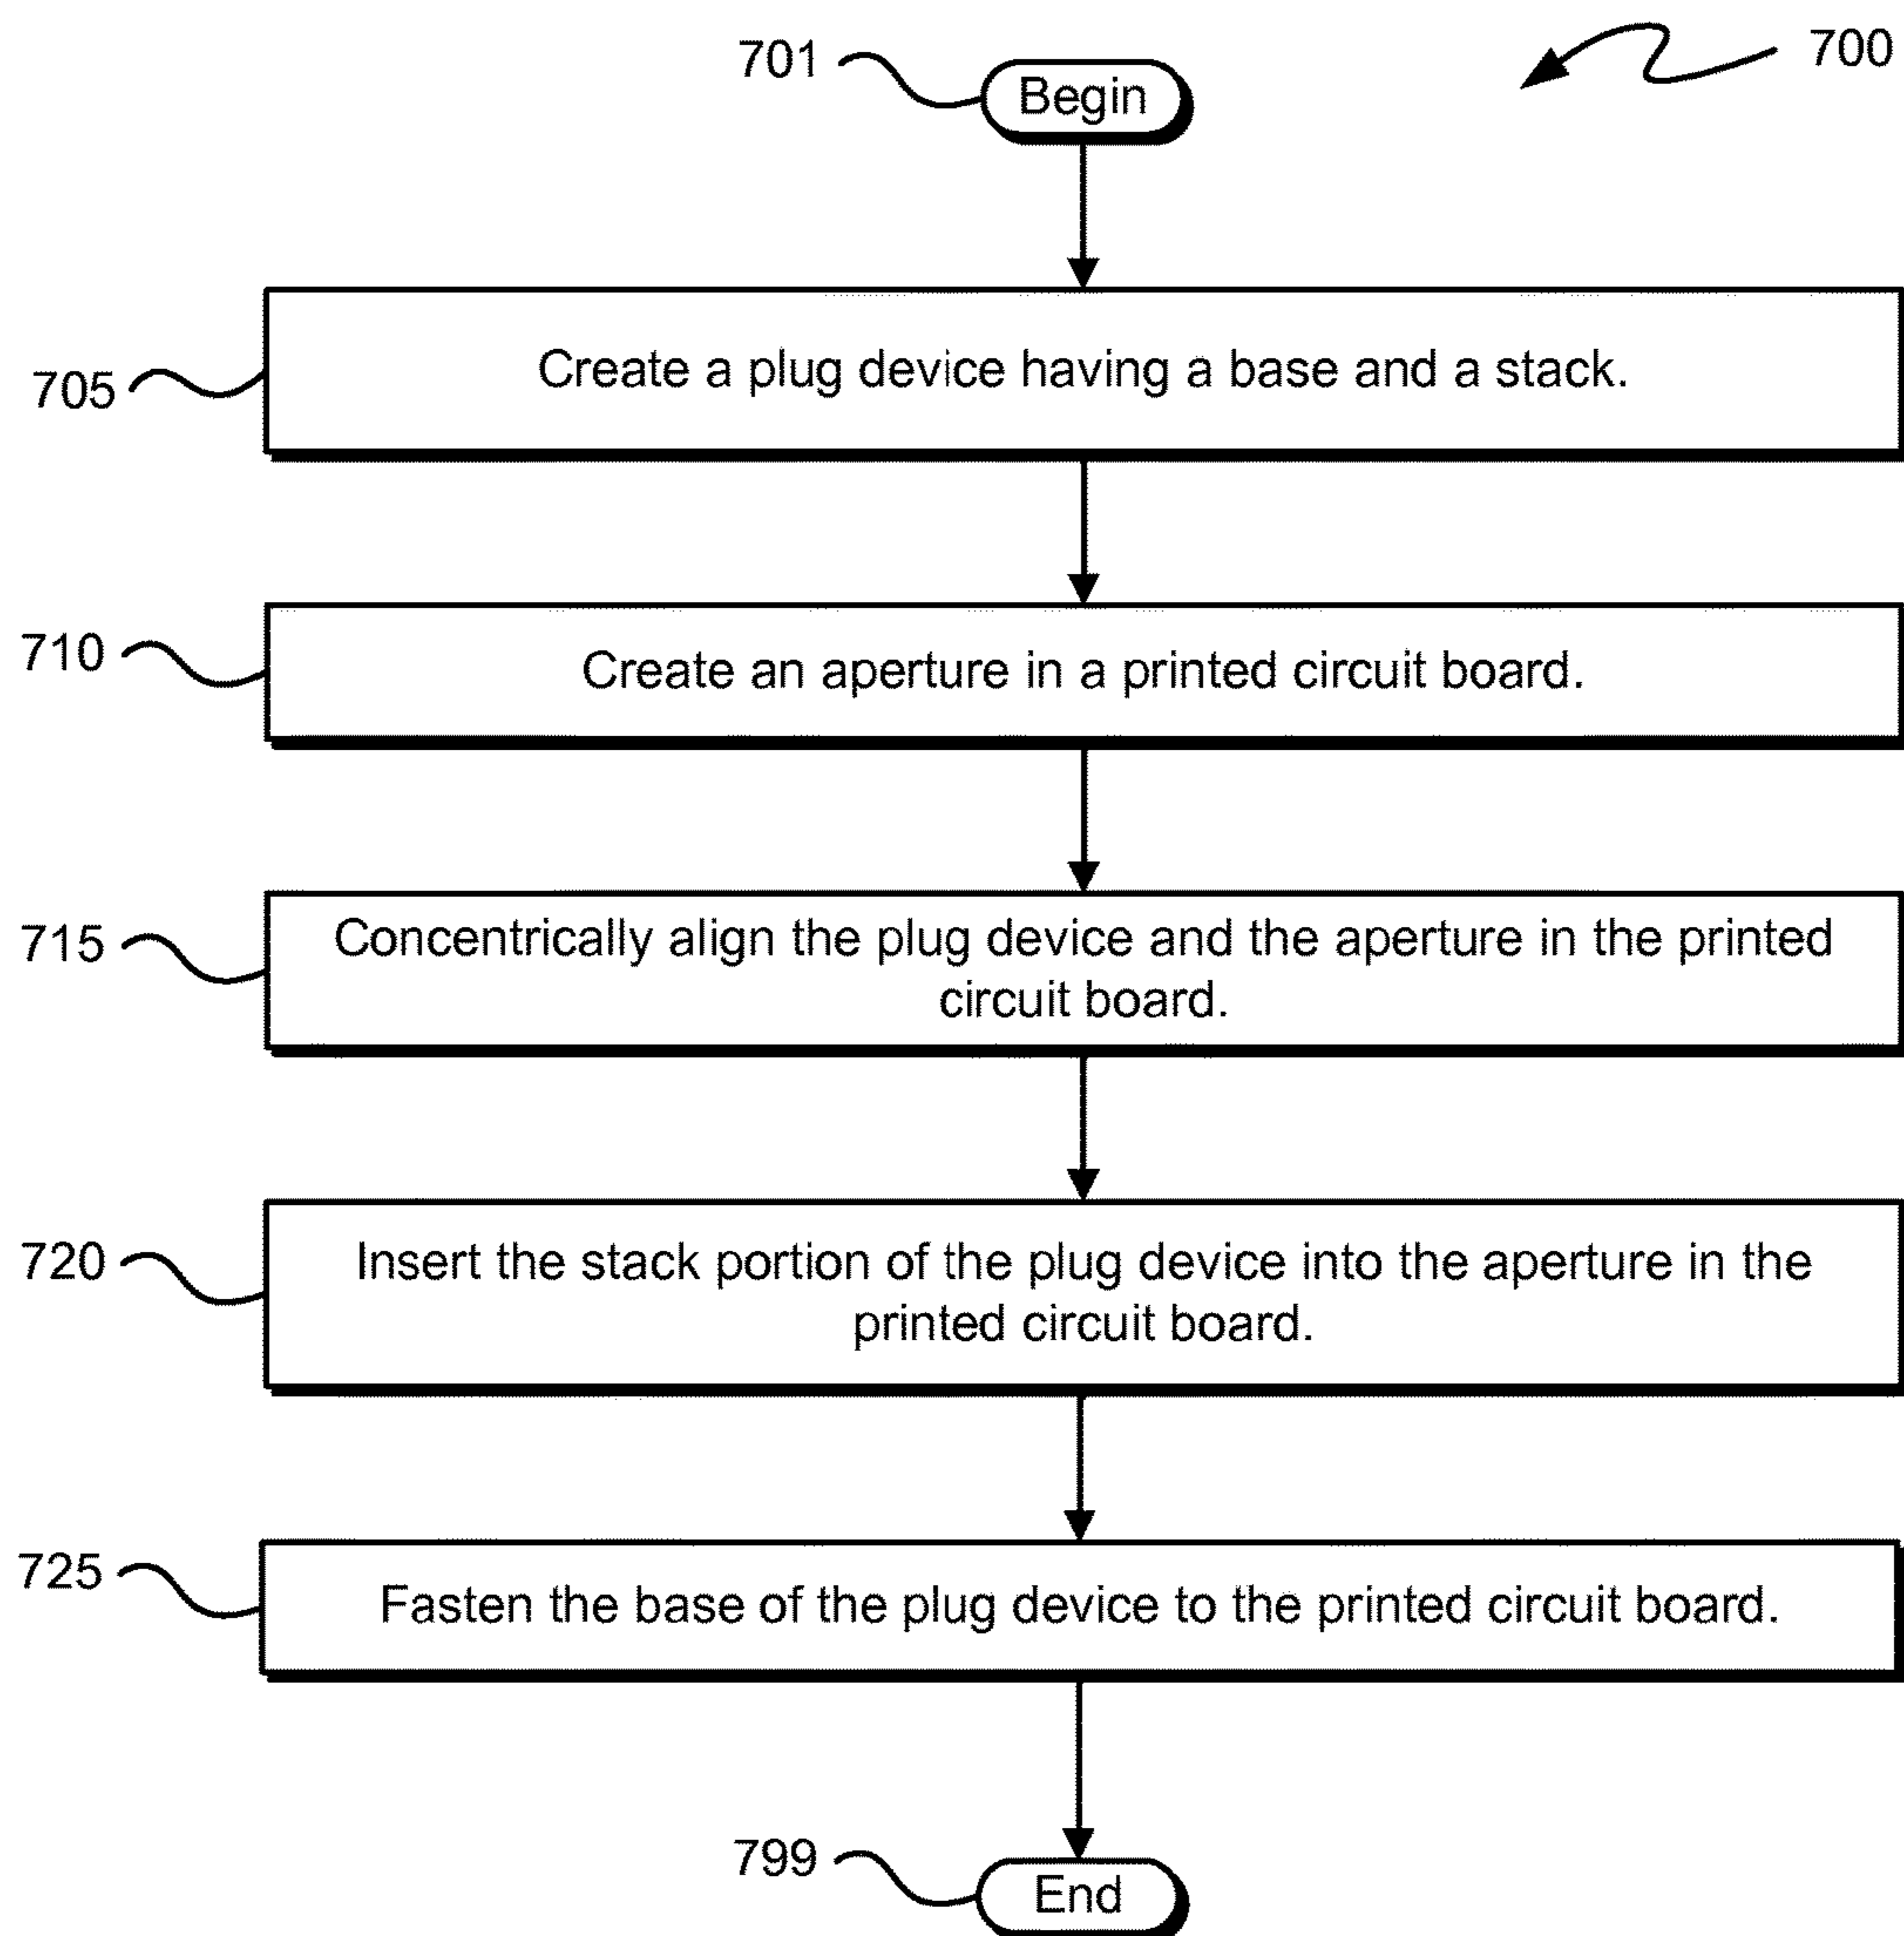 701
Begin
700
705
Create a plug device having a base and a stack.
710
Create an aperture in a printed circuit board.
715
Concentrically align the plug device and the aperture in the printed
circuit board.
720
Insert the stack portion of the plug device into the aperture in the
printed circuit board.
725
Fasten the base of the plug device to the printed circuit board.
799
End